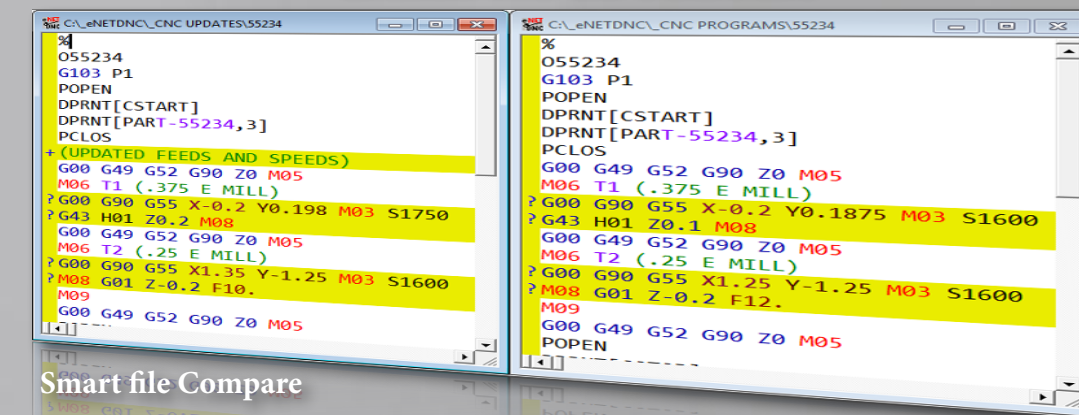 C:\_eNETDNC\_CNC UPDATES\55234
%
O55234
G103 P1
POPEN
DPRNT[CSTART]
DPRNT[PART-55234,3]
PCLOS
+ (UPDATED FEEDS AND SPEEDS)
G00 G49 G52 G90 Z0 M05
M06 T1 (.375 E MILL)
? G00 G90 G55 X-0.2 Y0.198 M03 S1750
? G43 H01 Z0.2 M08
G00 G49 G52 G90 Z0 M05
M06 T2 (.25 E MILL)
? G00 G90 G55 X1.35 Y-1.25 M03 S1600
? M08 G01 Z-0.2 F10.
M09
G00 G49 G52 G90 Z0 M05
C:\_eNETDNC\_CNC PROGRAMS\55234
%
O55234
G103 P1
POPEN
DPRNT[CSTART]
DPRNT[PART-55234,3]
PCLOS
G00 G49 G52 G90 Z0 M05
M06 T1 (.375 E MILL)
? G00 G90 G55 X-0.2 Y0.1875 M03 S1600
? G43 H01 Z0.1 M08
G00 G49 G52 G90 Z0 M05
M06 T2 (.25 E MILL)
? G00 G90 G55 X1.25 Y-1.25 M03 S1600
? M08 G01 Z-0.2 F12.
M09
G00 G49 G52 G90 Z0 M05
POPEN
Smart file Compare